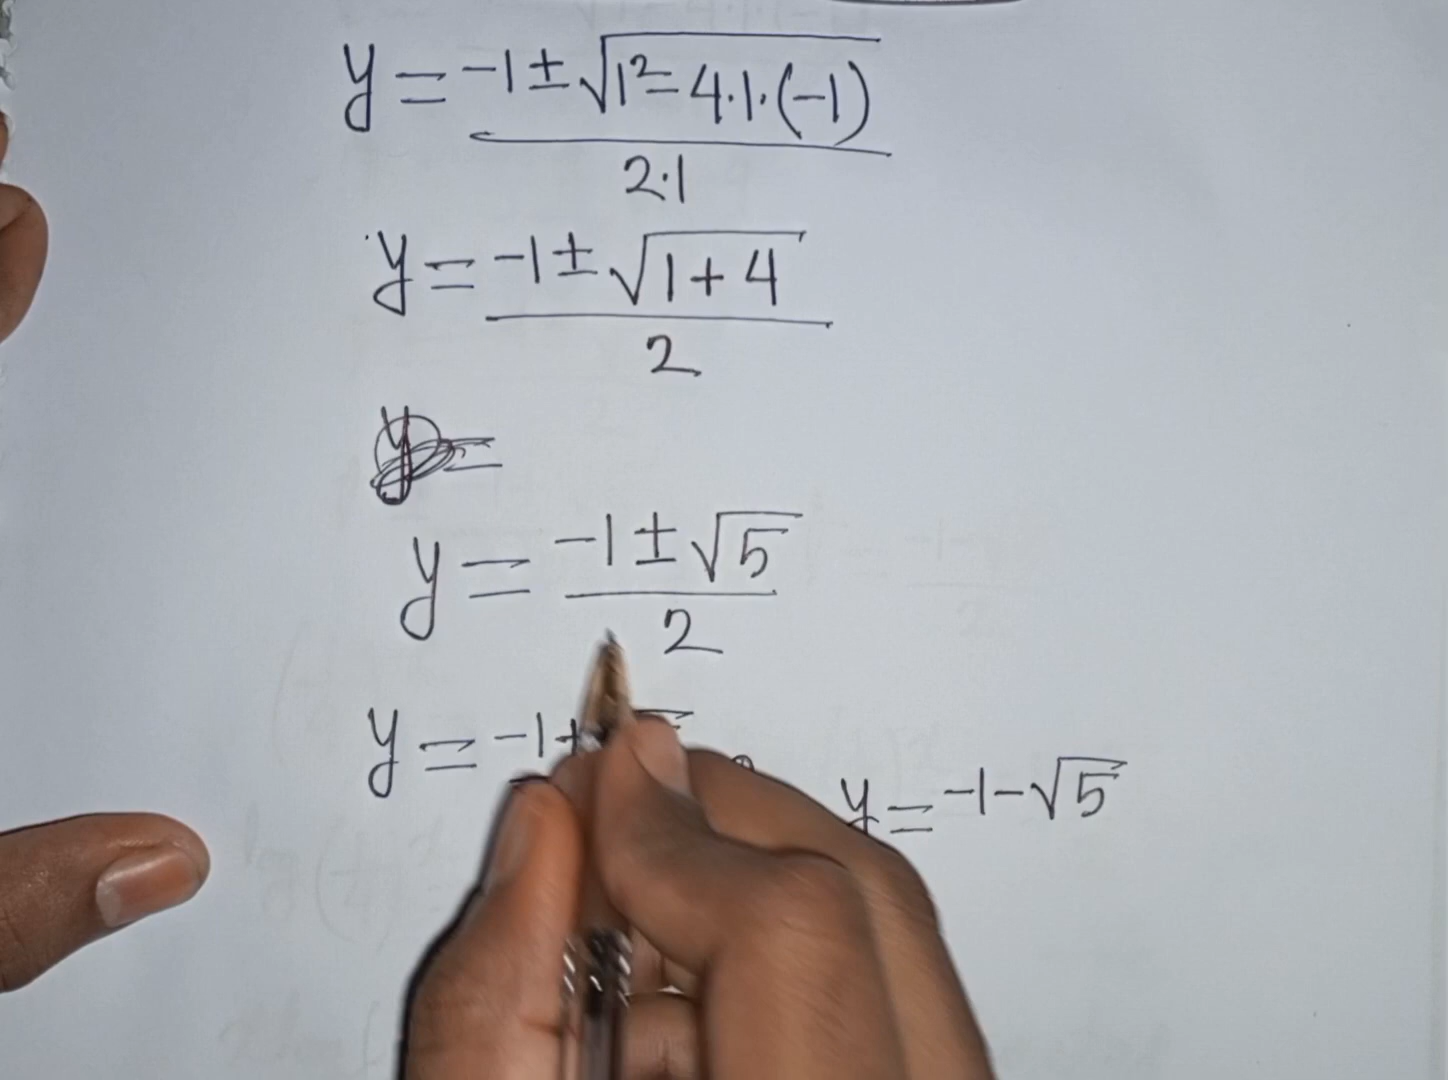 y = -1 ± √1² - 4·1·(-1)
2·1
y = -1 ± √1 + 4
2
y =
y = -1 ± √5
2
y = -1 +
y = -1 - √5